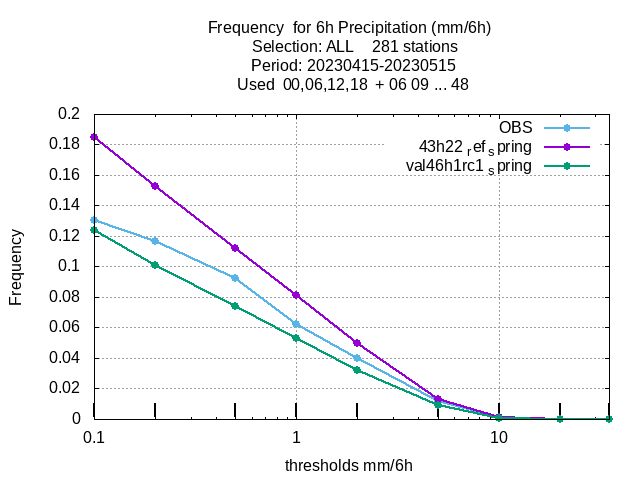 Frequency for 6h Precipitation (mm/6h)
Selection: ALL 281 stations
Period: 20230415-20230515
Used 00,06,12,18 + 06 09 ... 48
0.2
0.18
0.16
0.14
0.12
0.1
0.08
0.06
0.04
0.02
0
Frequency
OBS
43h22 ref spring
val46h1rc1 spring
0.1 1 10
thresholds mm/6h